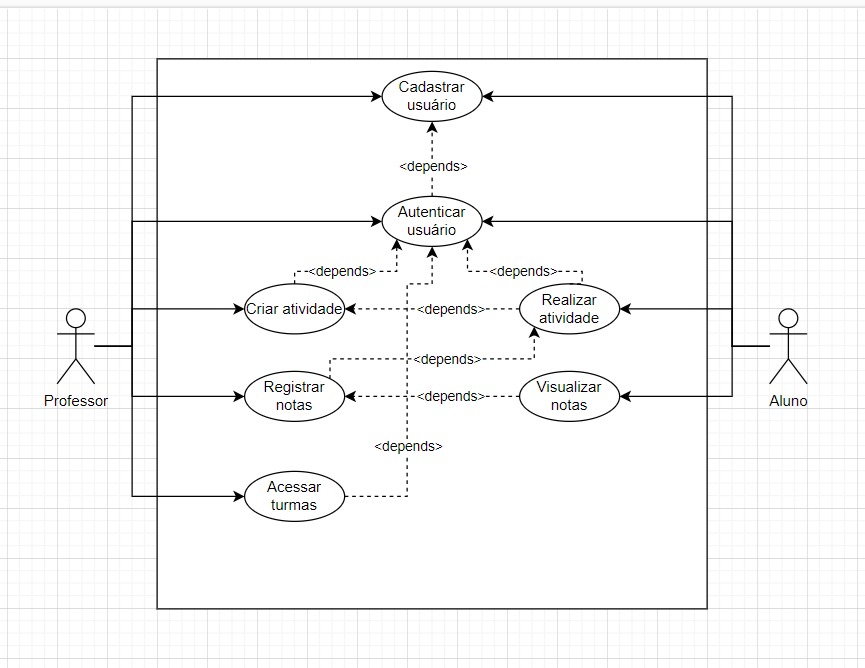 Cadastrar
usuário
<depends>
Autenticar
usuário
<depends>
<depends>
Criar atividade
<depends>
Realizar
atividade
<depends>
Registrar
notas
<depends>
Visualizar
notas
Professor
Aluno
<depends>
Acessar
turmas